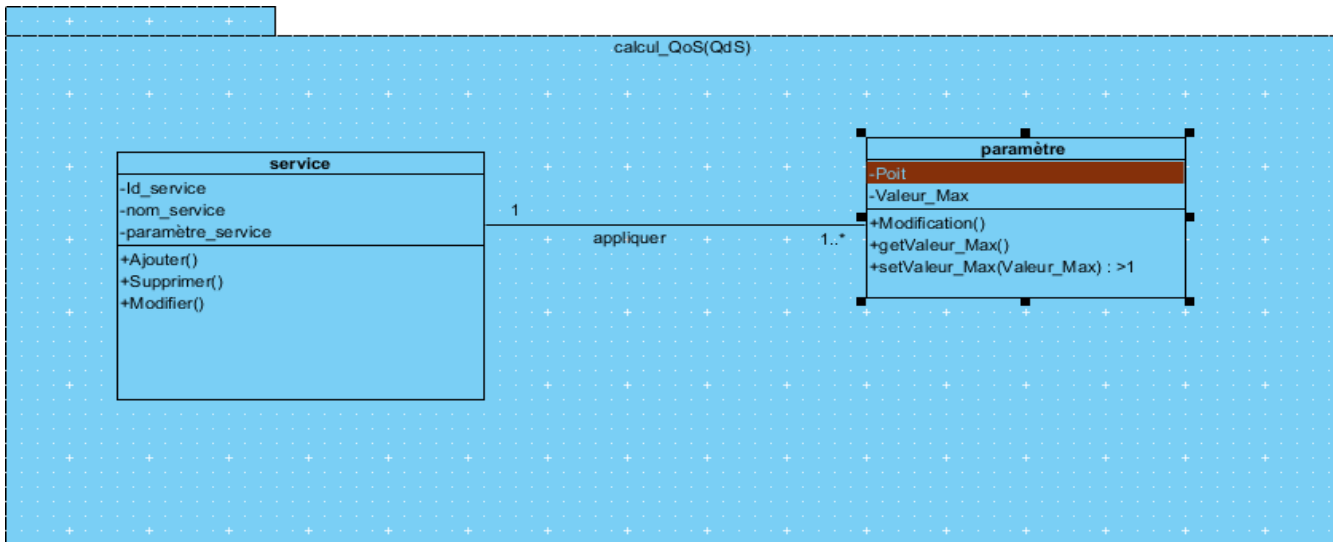 calcul_QoS(QdS)
service
-Id_service
-nom_service
-paramètre_service
+Ajouter()
+Supprimer()
+Modifier()
1
appliquer
1..*
paramètre
-Poit
-Valeur_Max
+Modification()
+getValeur_Max()
+setValeur_Max(Valeur_Max) : >1